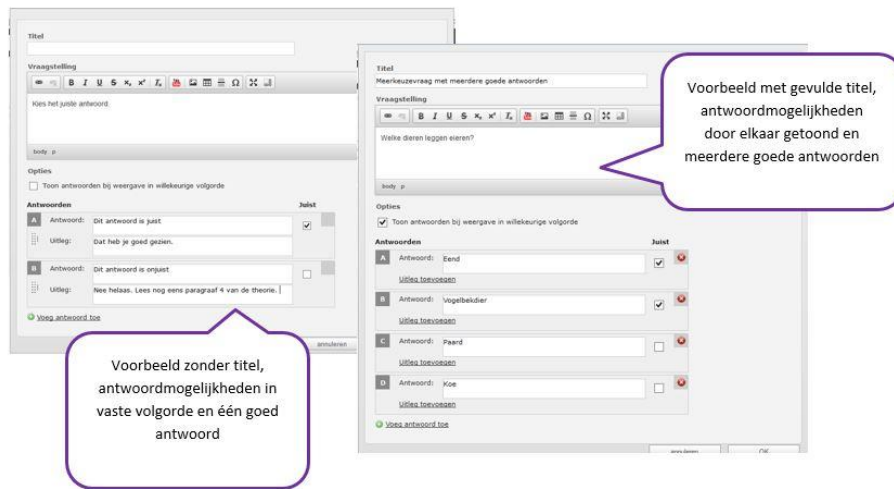 Titel
Vraagstelling
B I U S x₂ x² Iₓ Ω
Kies het juiste antwoord.
body p
Opties
Toon antwoorden bij weergave in willekeurige volgorde
Antwoorden Juist
A Antwoord: Dit antwoord is juist
Uitleg: Dat heb je goed gezien.
B Antwoord: Dit antwoord is onjuist
Uitleg: Nee helaas. Lees nog eens paragraaf 4 van de theorie.
Voeg antwoord toe
annuleren
Voorbeeld zonder titel,
antwoordmogelijkheden in
vaste volgorde en één goed
antwoord
Titel
Meerkeuzevraag met meerdere goede antwoorden
Vraagstelling
B I U S x₂ x² Iₓ Ω
Welke dieren leggen eieren?
body p
Opties
Toon antwoorden bij weergave in willekeurige volgorde
Antwoorden Juist
A Antwoord: Eend
Uitleg toevoegen
B Antwoord: Vogelbekdier
Uitleg toevoegen
C Antwoord: Paard
Uitleg toevoegen
D Antwoord: Koe
Uitleg toevoegen
Voeg antwoord toe
annuleren OK
Voorbeeld met gevulde titel,
antwoordmogelijkheden
door elkaar getoond en
meerdere goede antwoorden